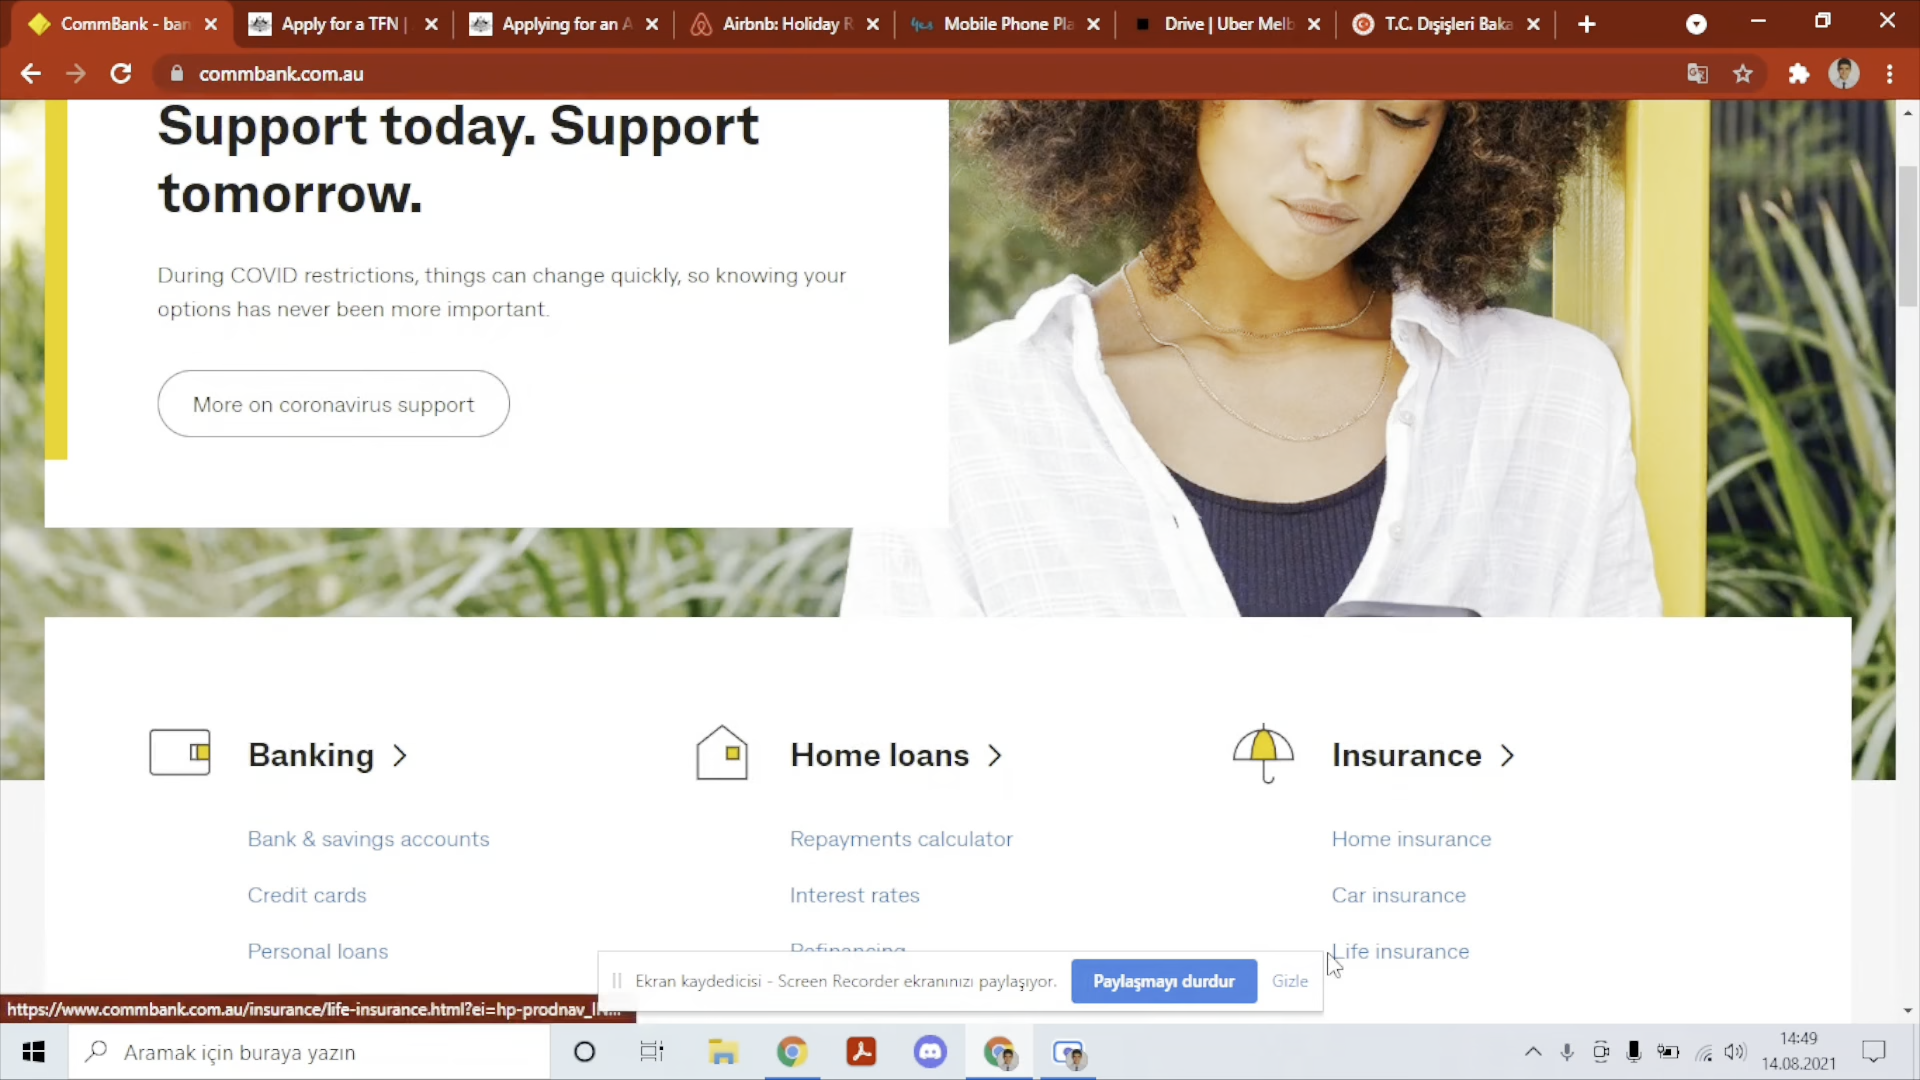 CommBank - ban
Apply for a TFN |
Applying for an A
Airbnb: Holiday R
yes
Mobile Phone Pla
Drive | Uber Melb
T.C. Dışişleri Baka
commbank.com.au
Support today. Support
tomorrow.
During COVID restrictions, things can change quickly, so knowing your
options has never been more important.
More on coronavirus support
Banking
Home loans
Insurance
Bank & savings accounts
Repayments calculator
Home insurance
Credit cards
Interest rates
Car insurance
Personal loans
Refinancing
Life insurance
Ekran kaydedicisi - Screen Recorder ekranınızı paylaşıyor.
Paylaşmayı durdur
Gizle
https://www.commbank.com.au/insurance/life-insurance.html?ei=hp-prodnav_IN...
Aramak için buraya yazın
14:49
14.08.2021